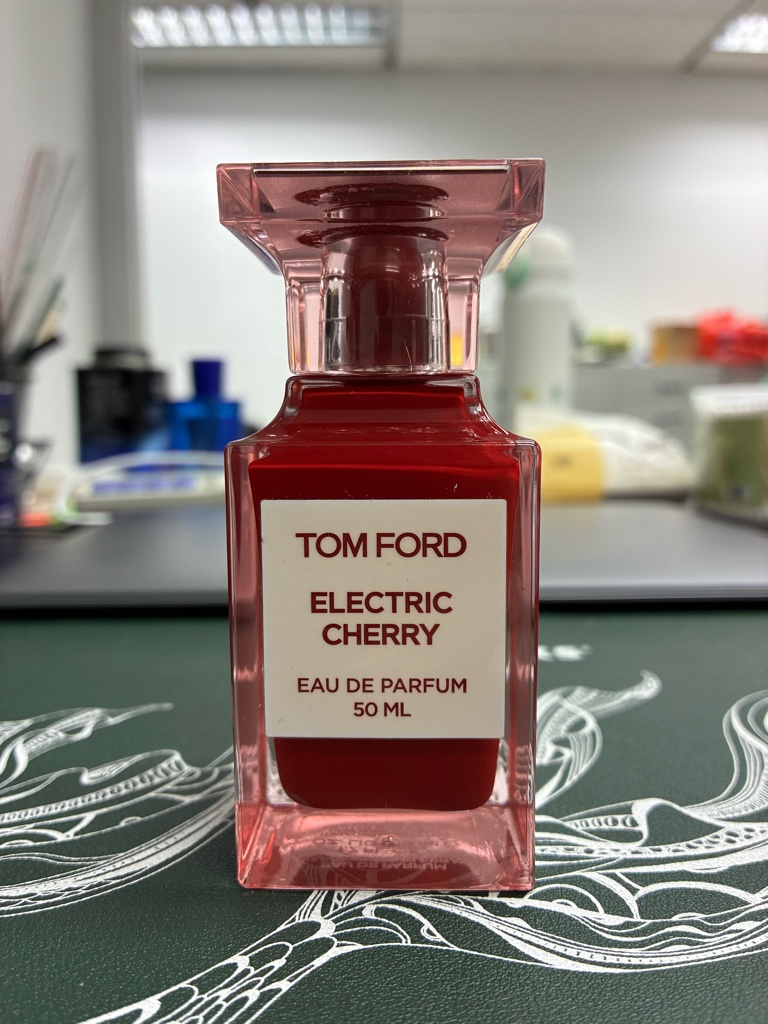 TOM FORD
ELECTRIC
CHERRY
EAU DE PARFUM
50 ML